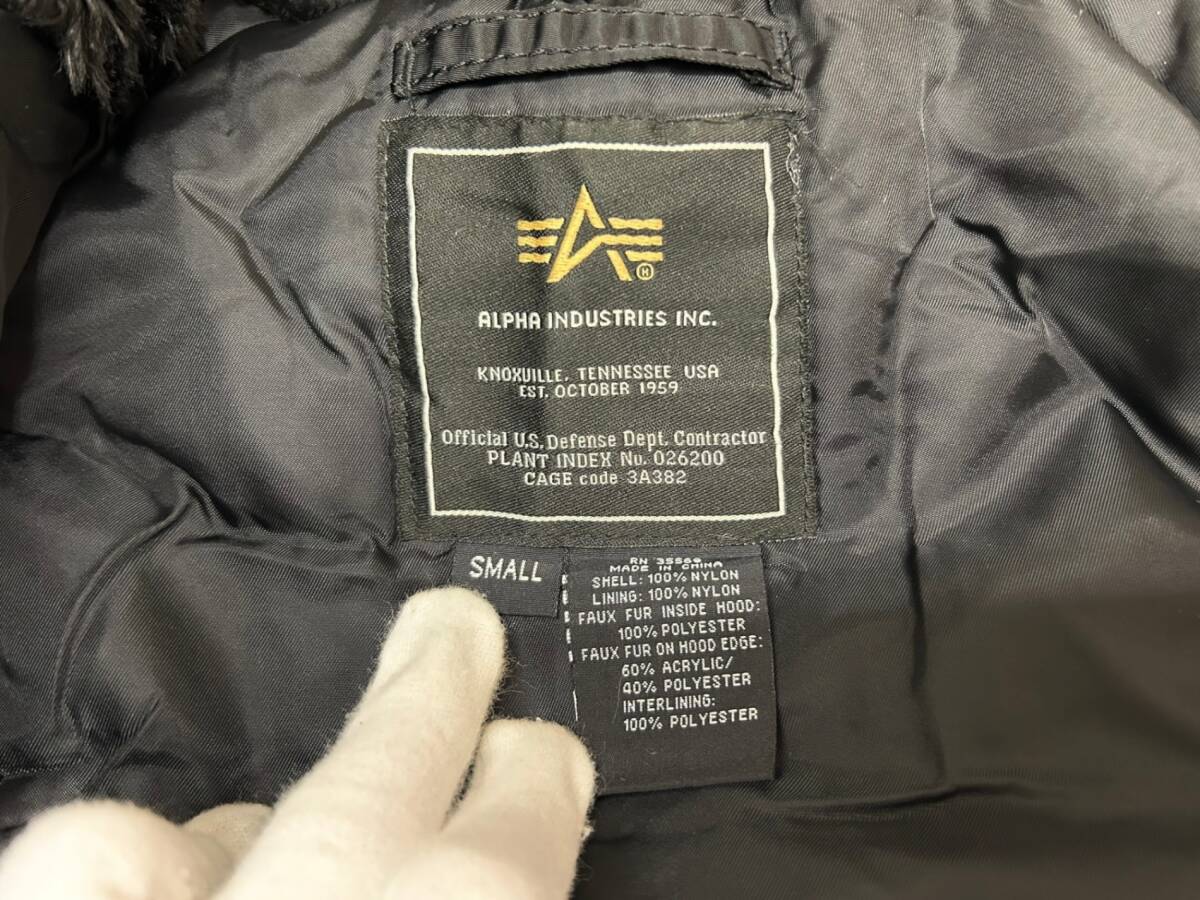 ALPHA INDUSTRIES INC.
KNOXVILLE, TENNESSEE USA
EST. OCTOBER 1959
Official U.S. Defense Dept. Contractor
PLANT INDEX No. 026200
CAGE code 3A382
SMALL
RN 35566
MADE IN CHINA
SHELL: 100% NYLON
LINING: 100% NYLON
FAUX FUR INSIDE HOOD:
100% POLYESTER
FAUX FUR ON HOOD EDGE:
60% ACRYLIC/
40% POLYESTER
INTERLINING:
100% POLYESTER